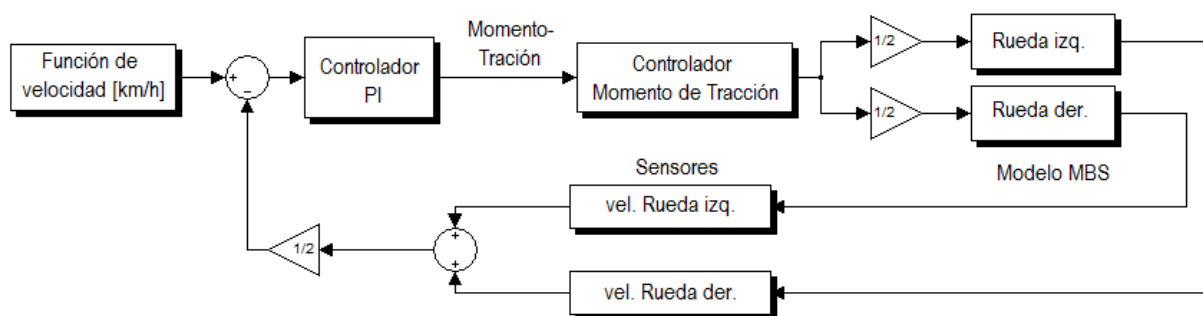 Función de
velocidad [km/h]
+
−
Controlador
PI
Momento-
Tración
Controlador
Momento de Tracción
1/2
Rueda izq.
1/2
Rueda der.
Modelo MBS
Sensores
vel. Rueda izq.
+
+
1/2
vel. Rueda der.